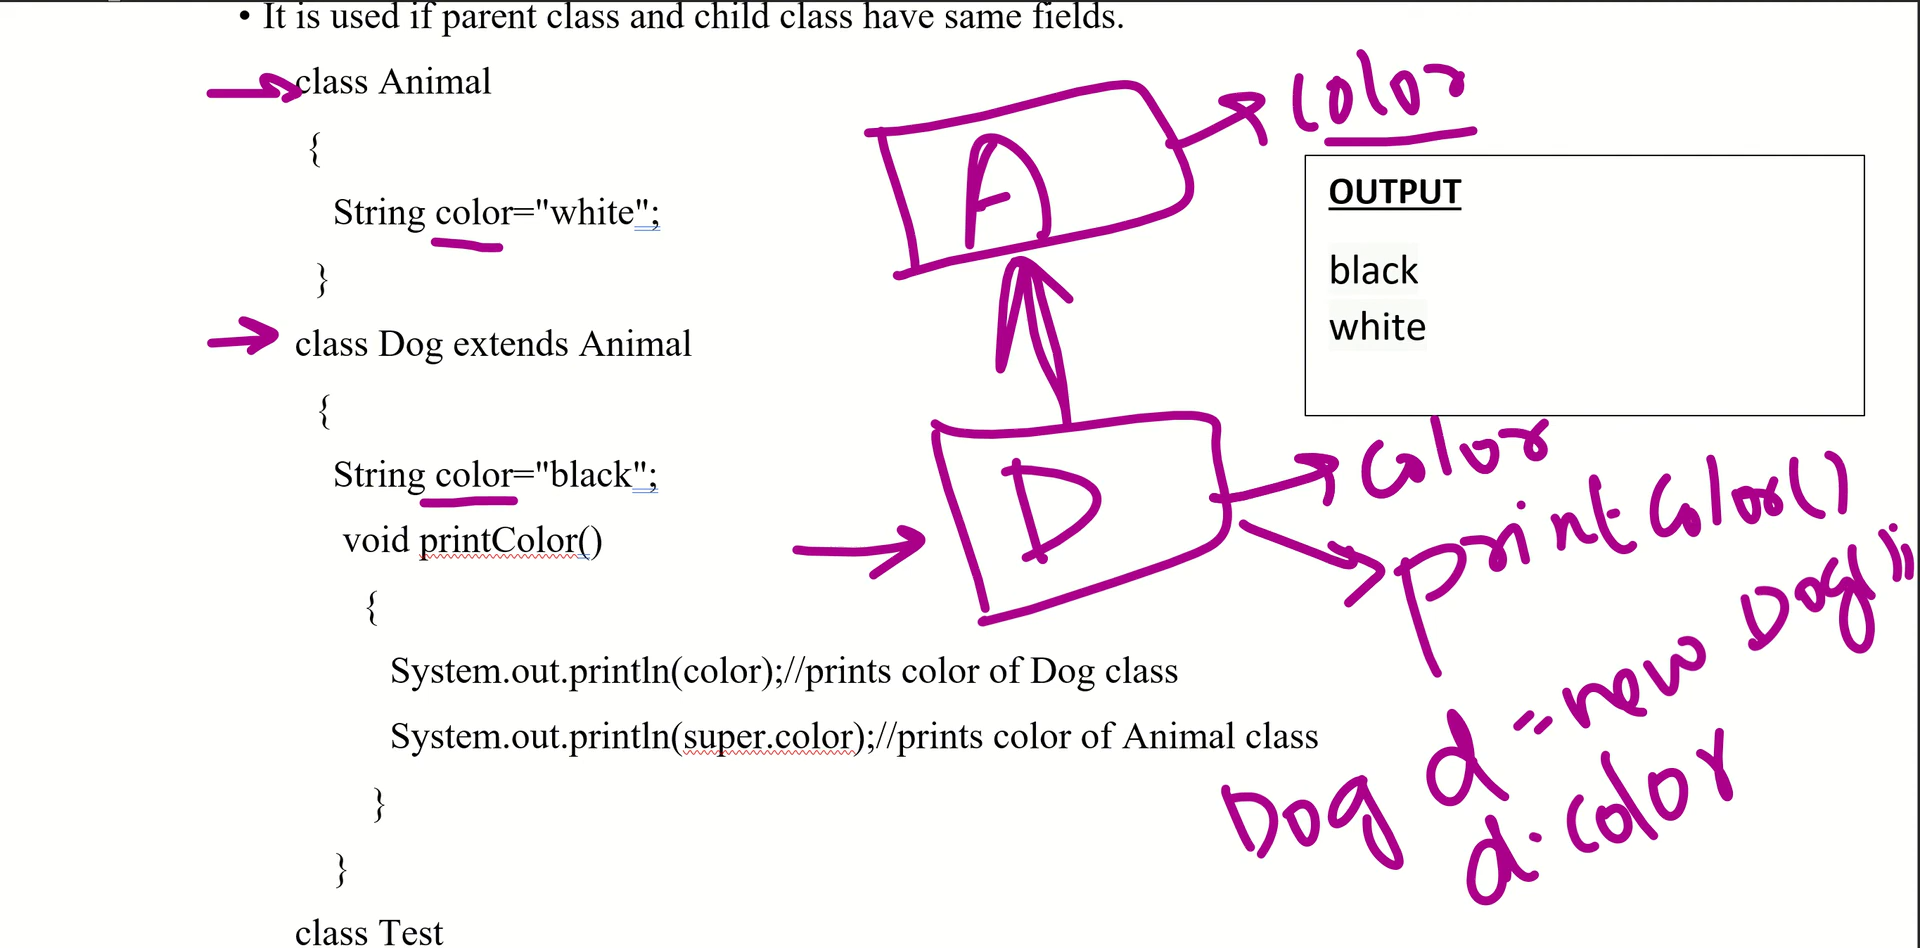 • It is used if parent class and child class have same fields.
class Animal
{
String color="white";
}
class Dog extends Animal
{
String color="black";
void printColor()
{
System.out.println(color);//prints color of Dog class
System.out.println(super.color);//prints color of Animal class
}
}
class Test
A
color
OUTPUT
black
white
D
color
printColor()
Dog d = new Dog();
d.color